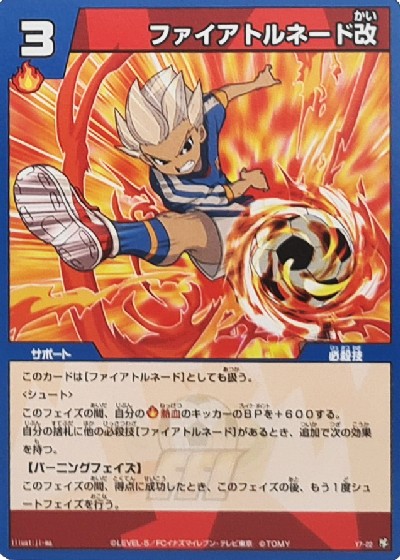 3
かい
ファイアトルネード改
サポート
必殺技
このカードは[ファイアトルネード]としても扱う。
<シュート>
このフェイズの間、自分の熱血のキッカーのBPを+600する。
自分の捨札に他の必殺技[ファイアトルネード]があるとき、追加で次の効果
を持つ。
【バーニングフェイズ】
このフェイズの間、得点に成功したとき、このフェイズの後、もう1度シュ
ートフェイズを行う。
©LEVEL-5/FCイナズマイレブン・テレビ東京 ©TOMY